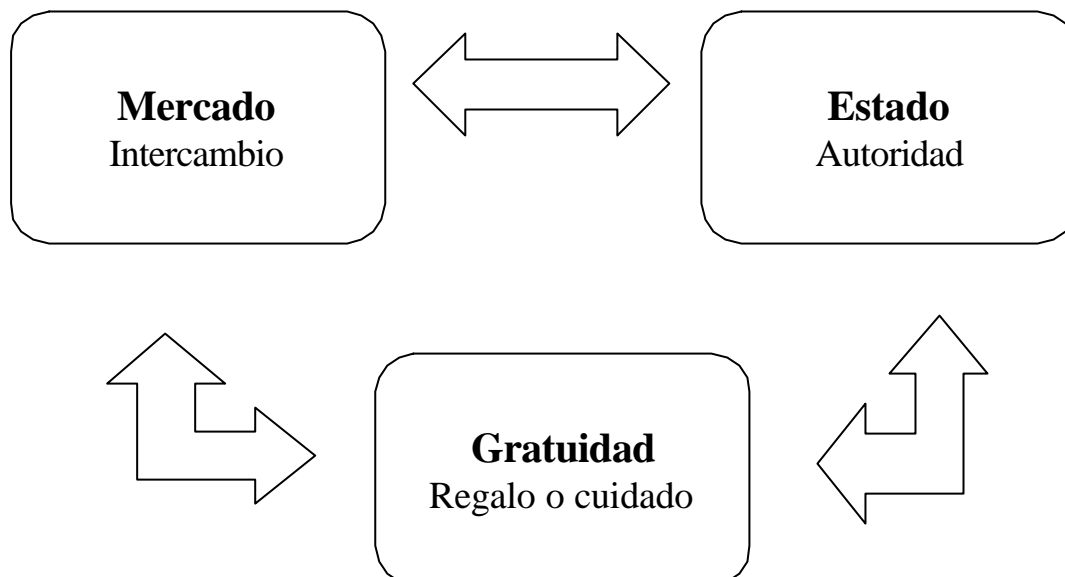 Mercado
Intercambio
Estado
Autoridad
Gratuidad
Regalo o cuidado